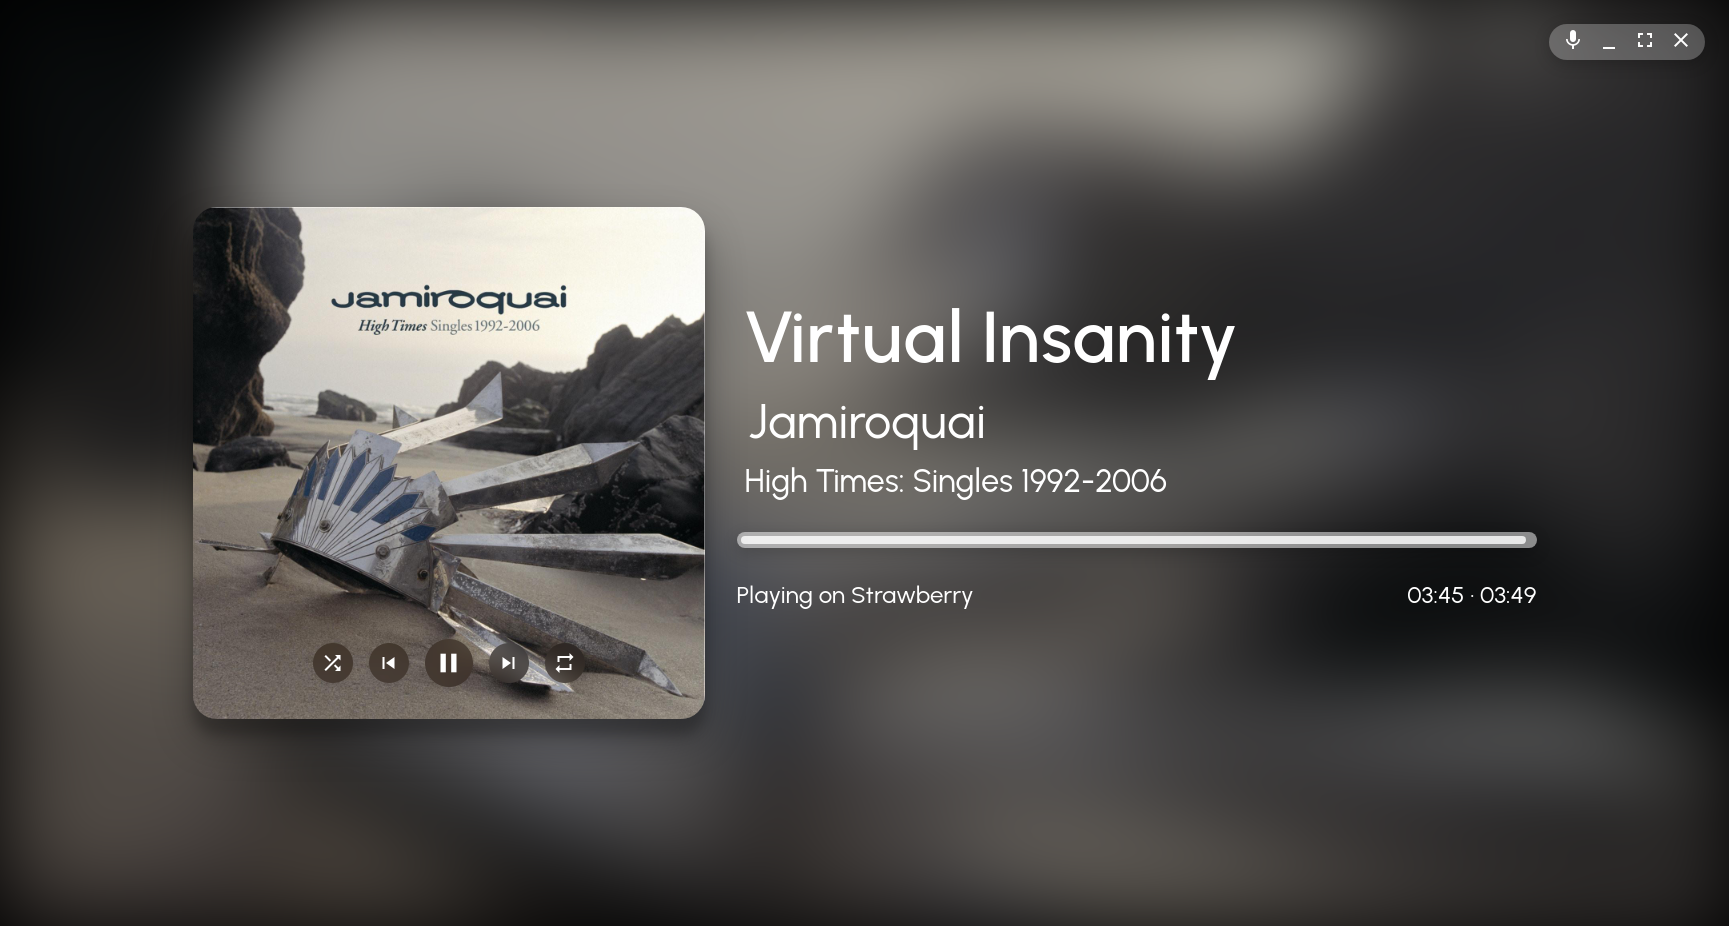 Jamiroquai
High Times Singles 1992-2006
Virtual Insanity
Jamiroquai
High Times: Singles 1992-2006
Playing on Strawberry
03:45 · 03:49